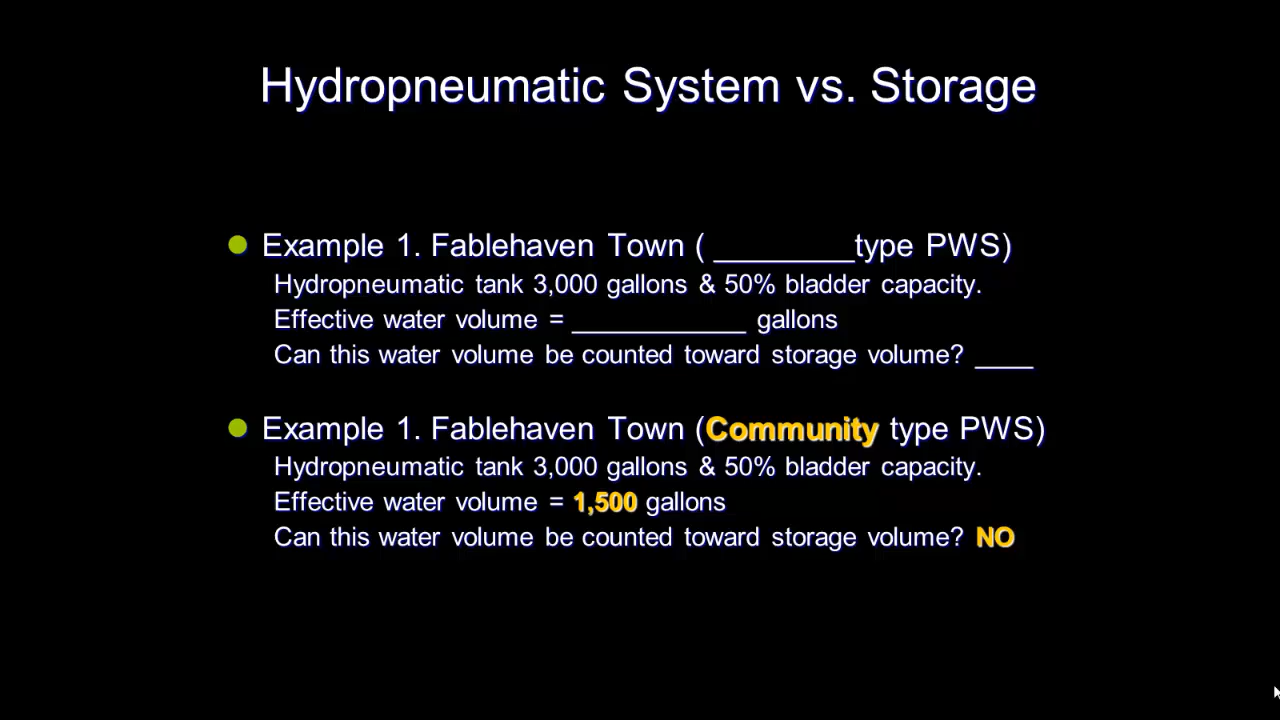 Hydropneumatic System vs. Storage
Example 1. Fablehaven Town ( ________type PWS)
Hydropneumatic tank 3,000 gallons & 50% bladder capacity.
Effective water volume = ____________ gallons
Can this water volume be counted toward storage volume? ____
Example 1. Fablehaven Town (Community type PWS)
Hydropneumatic tank 3,000 gallons & 50% bladder capacity.
Effective water volume = 1,500 gallons
Can this water volume be counted toward storage volume? NO